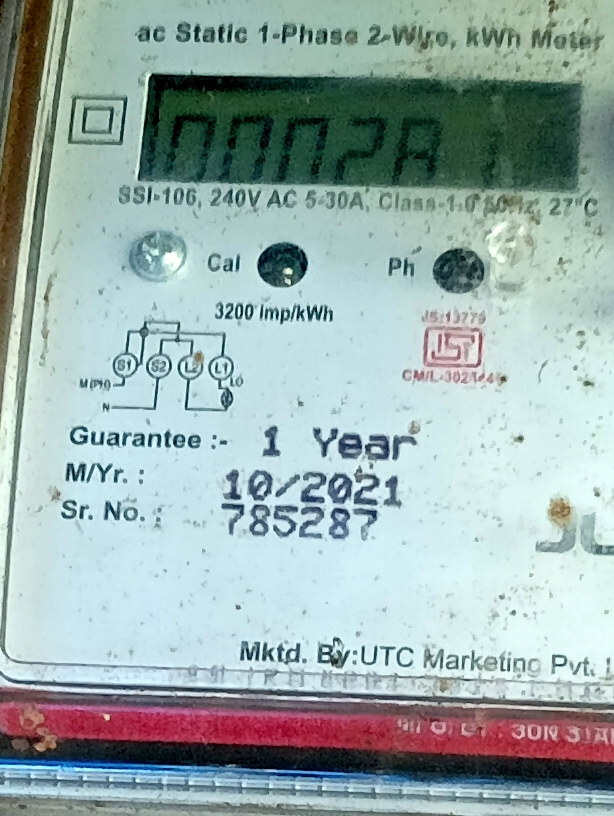 ac Static 1-Phase 2-Wire, kWh Meter
SSI-106, 240V AC 5-30A, Class-1.0 50Hz, 27°C
Cal
Ph
3200 imp/kWh
IS:13779
S1 S2 L2 L1
N
Guarantee :- 1 Year
M/Yr. : 10/2021
Sr. No. : 785287
Mktd. By:UTC Marketing Pvt.